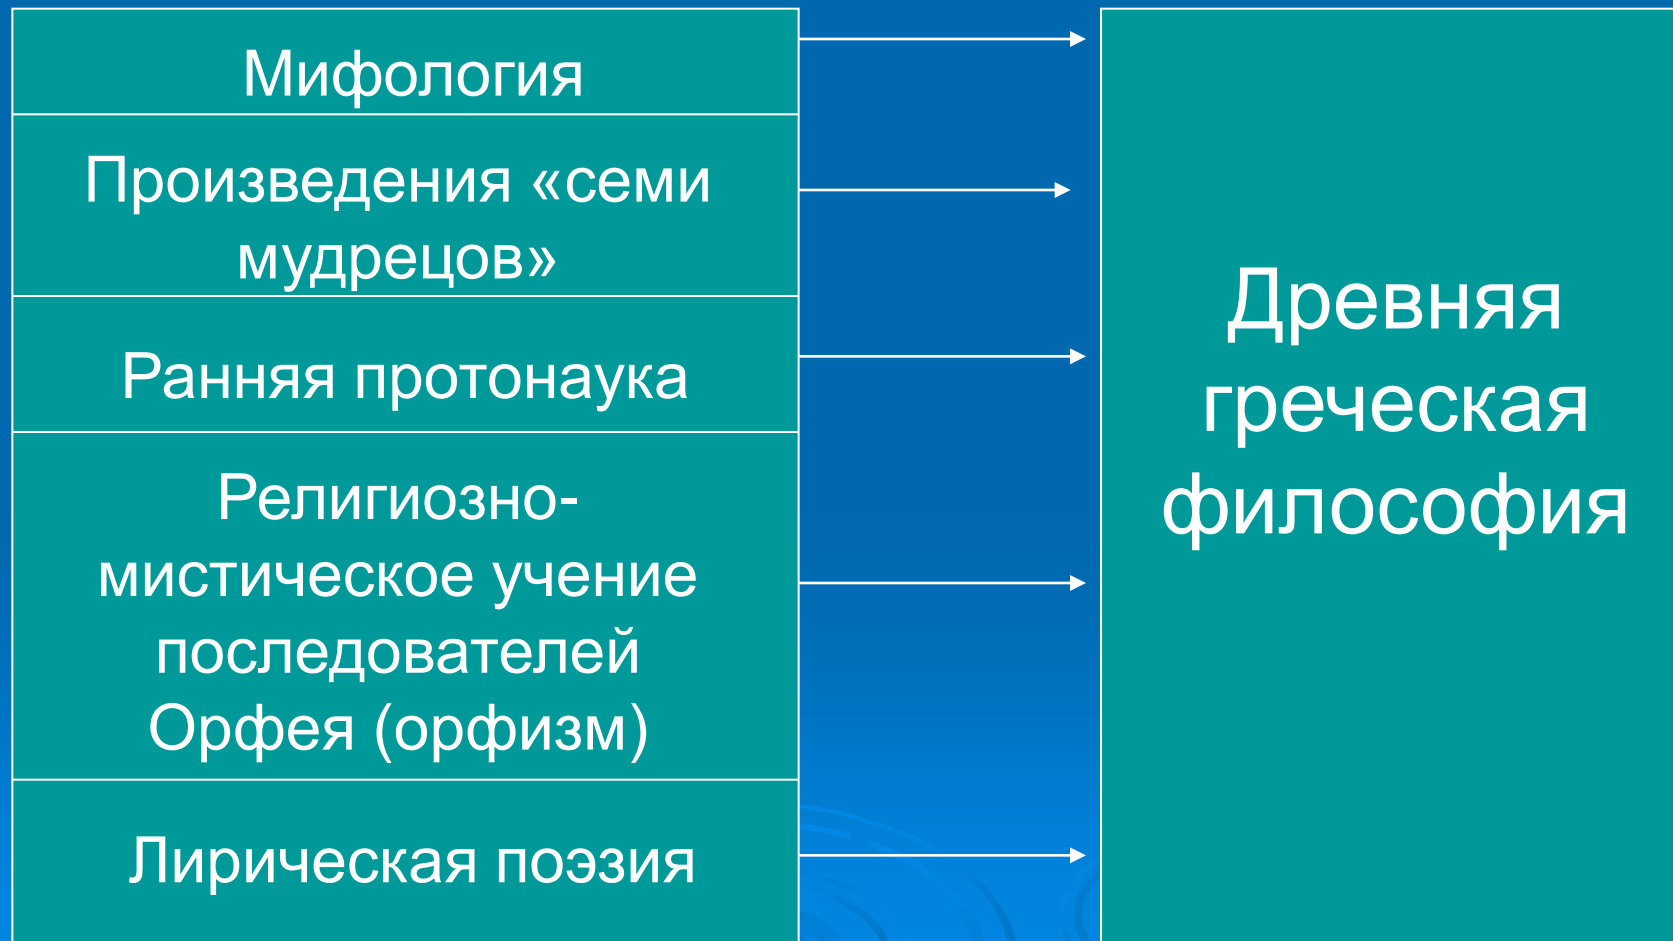 Мифология
Произведения «семи
мудрецов»
Ранняя протонаука
Религиозно-
мистическое учение
последователей
Орфея (орфизм)
Лирическая поэзия
Древняя
греческая
философия